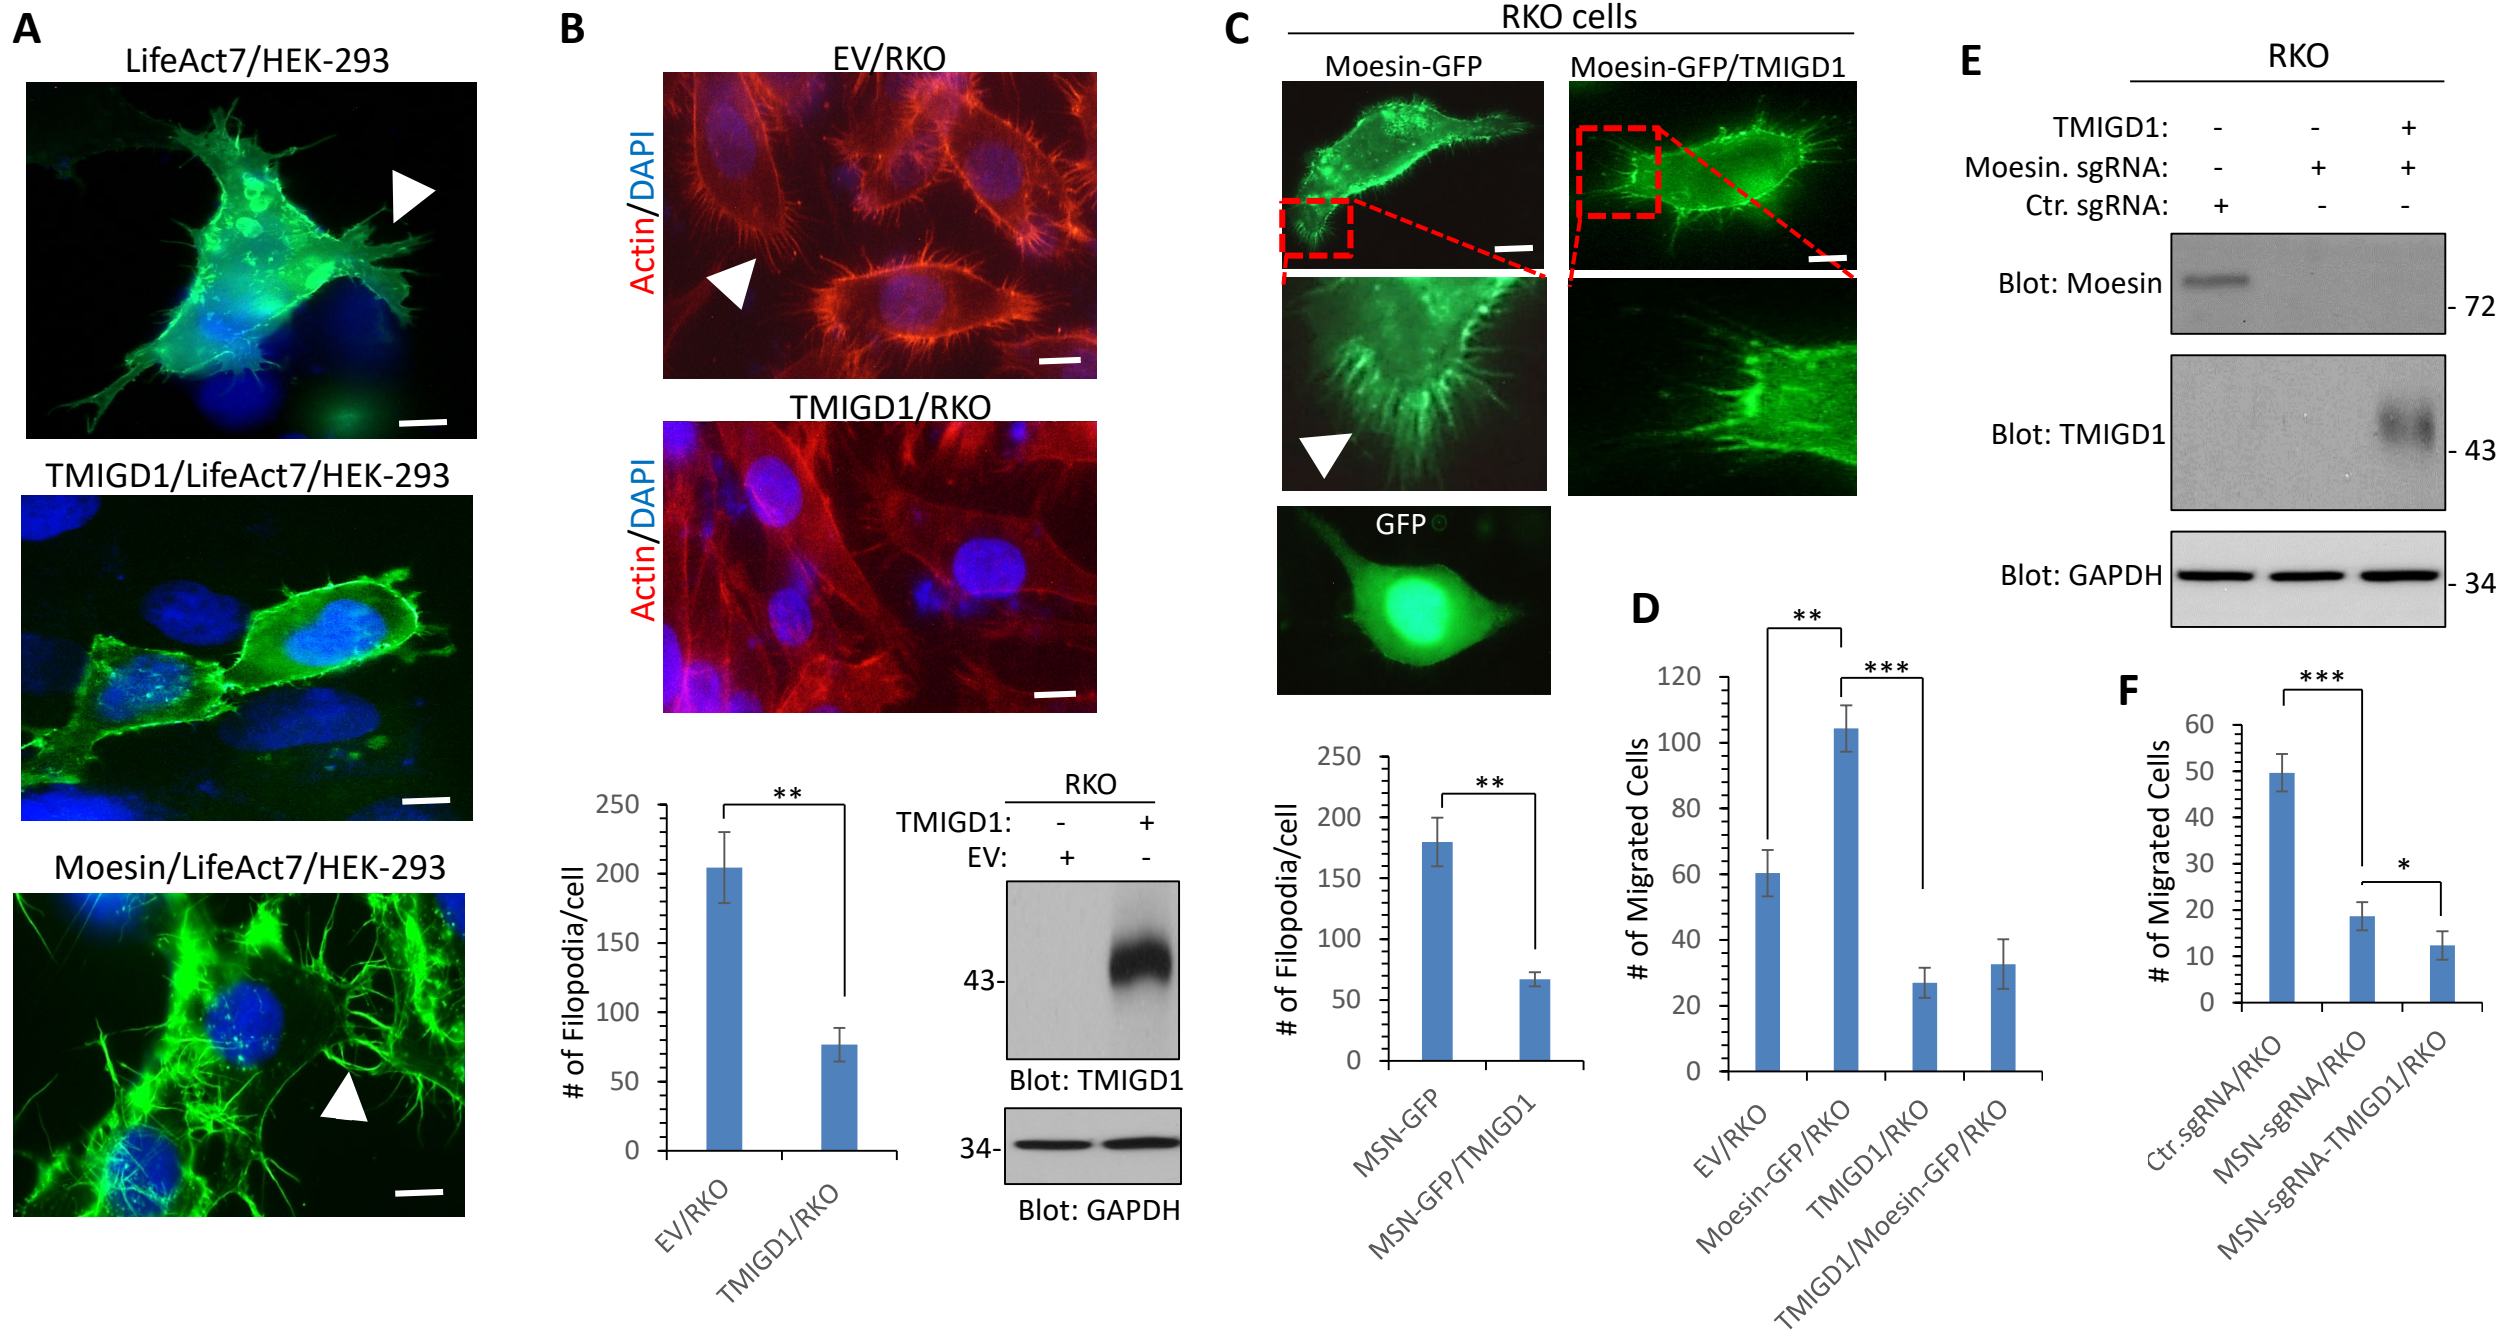 A
LifeAct7/HEK-293
TMIGD1/LifeAct7/HEK-293
Moesin/LifeAct7/HEK-293
B
EV/RKO
Actin/DAPI
TMIGD1/RKO
Actin/DAPI
# of Filopodia/cell
250
200
150
100
50
0
**
EV/RKO
TMIGD1/RKO
RKO
TMIGD1: - +
EV: + -
43-
Blot: TMIGD1
34-
Blot: GAPDH
C
RKO cells
Moesin-GFP
Moesin-GFP/TMIGD1
GFP
# of Filopodia/cell
250
200
150
100
50
0
**
MSN-GFP
MSN-GFP/TMIGD1
D
# of Migrated Cells
120
100
80
60
40
20
0
**
***
EV/RKO
Moesin-GFP/RKO
TMIGD1/RKO
TMIGD1/Moesin-GFP/RKO
E
RKO
TMIGD1: - - +
Moesin. sgRNA: - + +
Ctr. sgRNA: + - -
Blot: Moesin
- 72
Blot: TMIGD1
- 43
Blot: GAPDH
- 34
F
# of Migrated Cells
60
50
40
30
20
10
0
***
*
Ctr.sgRNA/RKO
MSN-sgRNA/RKO
MSN-sgRNA-TMIGD1/RKO